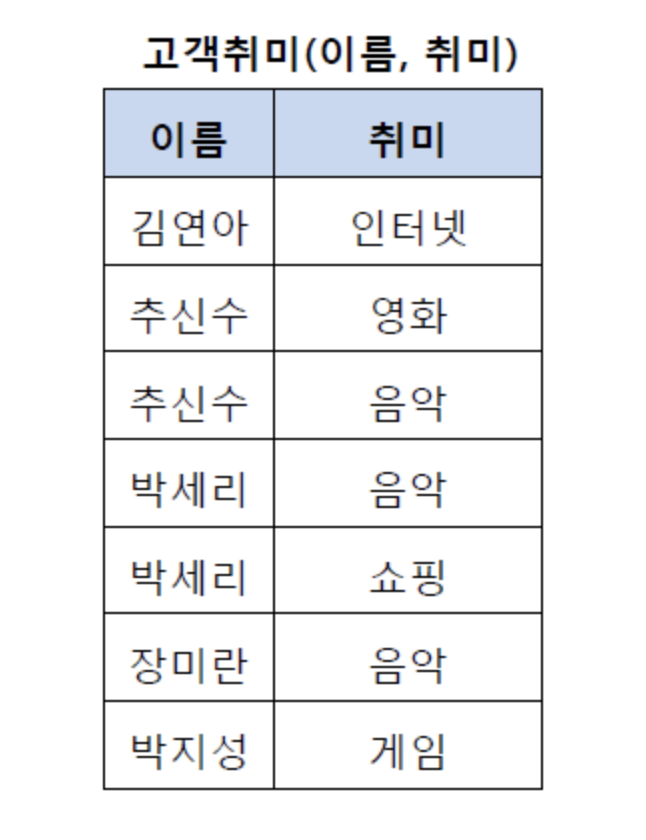 고객취미(이름, 취미)
이름 취미
김연아 인터넷
추신수 영화
추신수 음악
박세리 음악
박세리 쇼핑
장미란 음악
박지성 게임